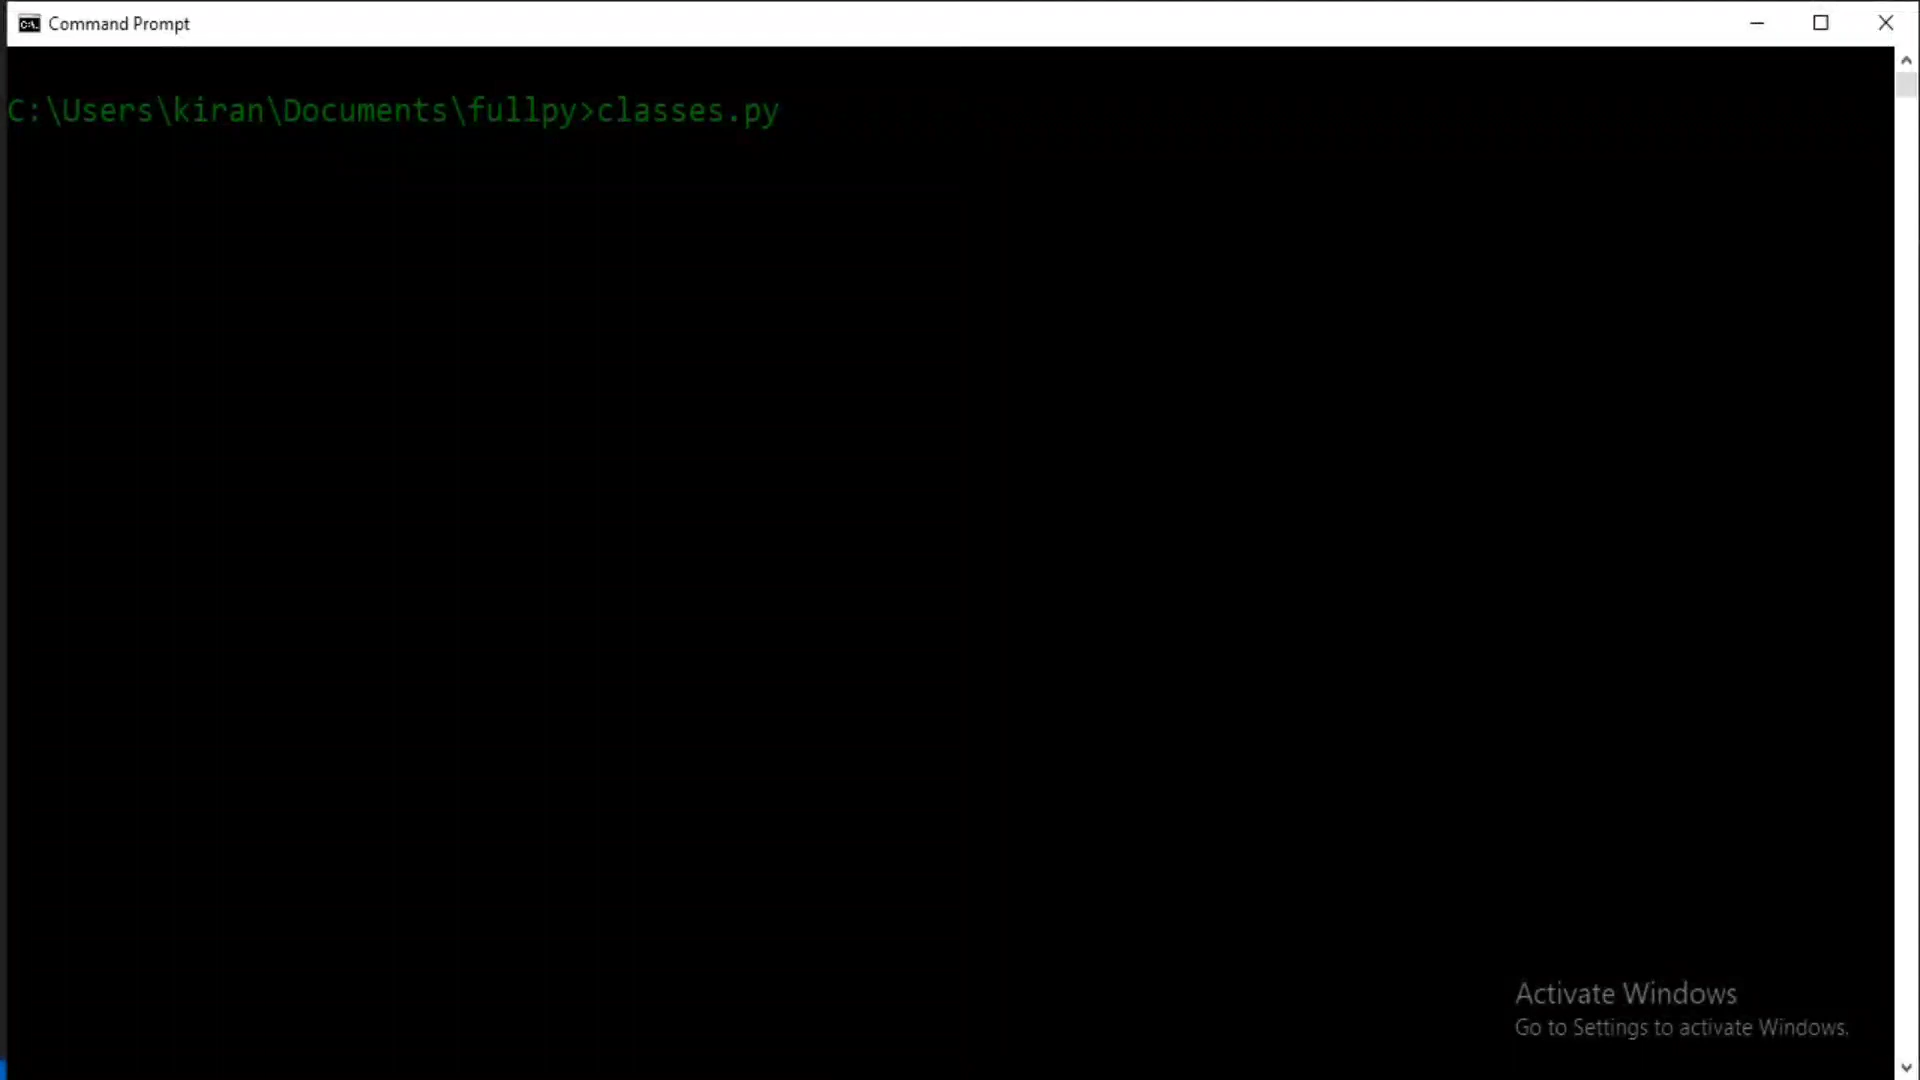 Command Prompt
C:\Users\kiran\Documents\fullpy>classes.py
Activate Windows
Go to Settings to activate Windows.